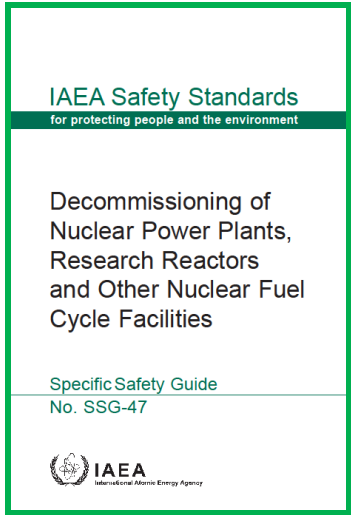 IAEA Safety Standards
for protecting people and the environment
Decommissioning of
Nuclear Power Plants,
Research Reactors
and Other Nuclear Fuel
Cycle Facilities
Specific Safety Guide
No. SSG-47
IAEA
International Atomic Energy Agency